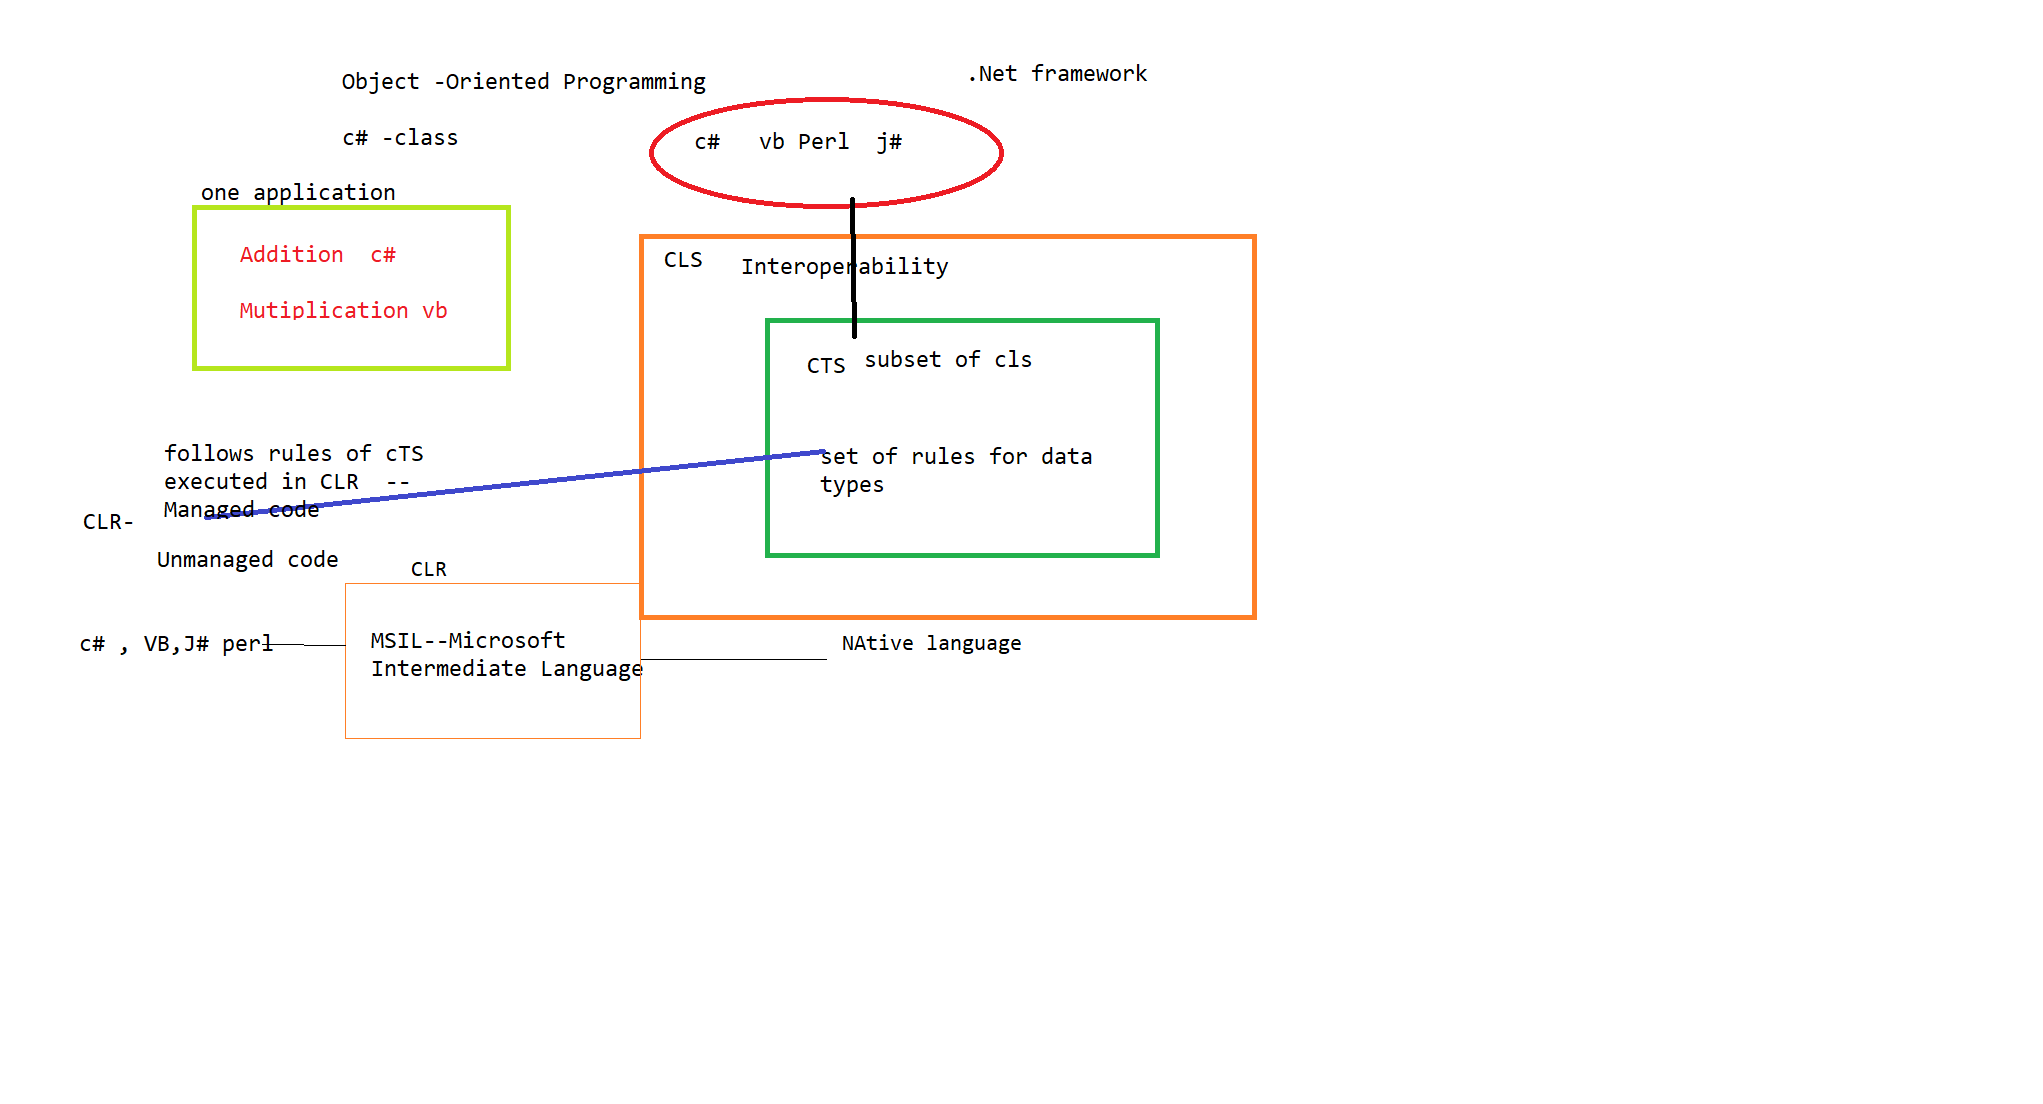 Object -Oriented Programming
.Net framework
c# -class
c#   vb Perl  j#
one application
Addition  c#
Mutiplication vb
CLS
Interoperability
CTS
subset of cls
set of rules for data
types
follows rules of cTS
executed in CLR  --
Managed code
CLR-
Unmanaged code
CLR
c# , VB,J# perl
MSIL--Microsoft
Intermediate Language
NAtive language